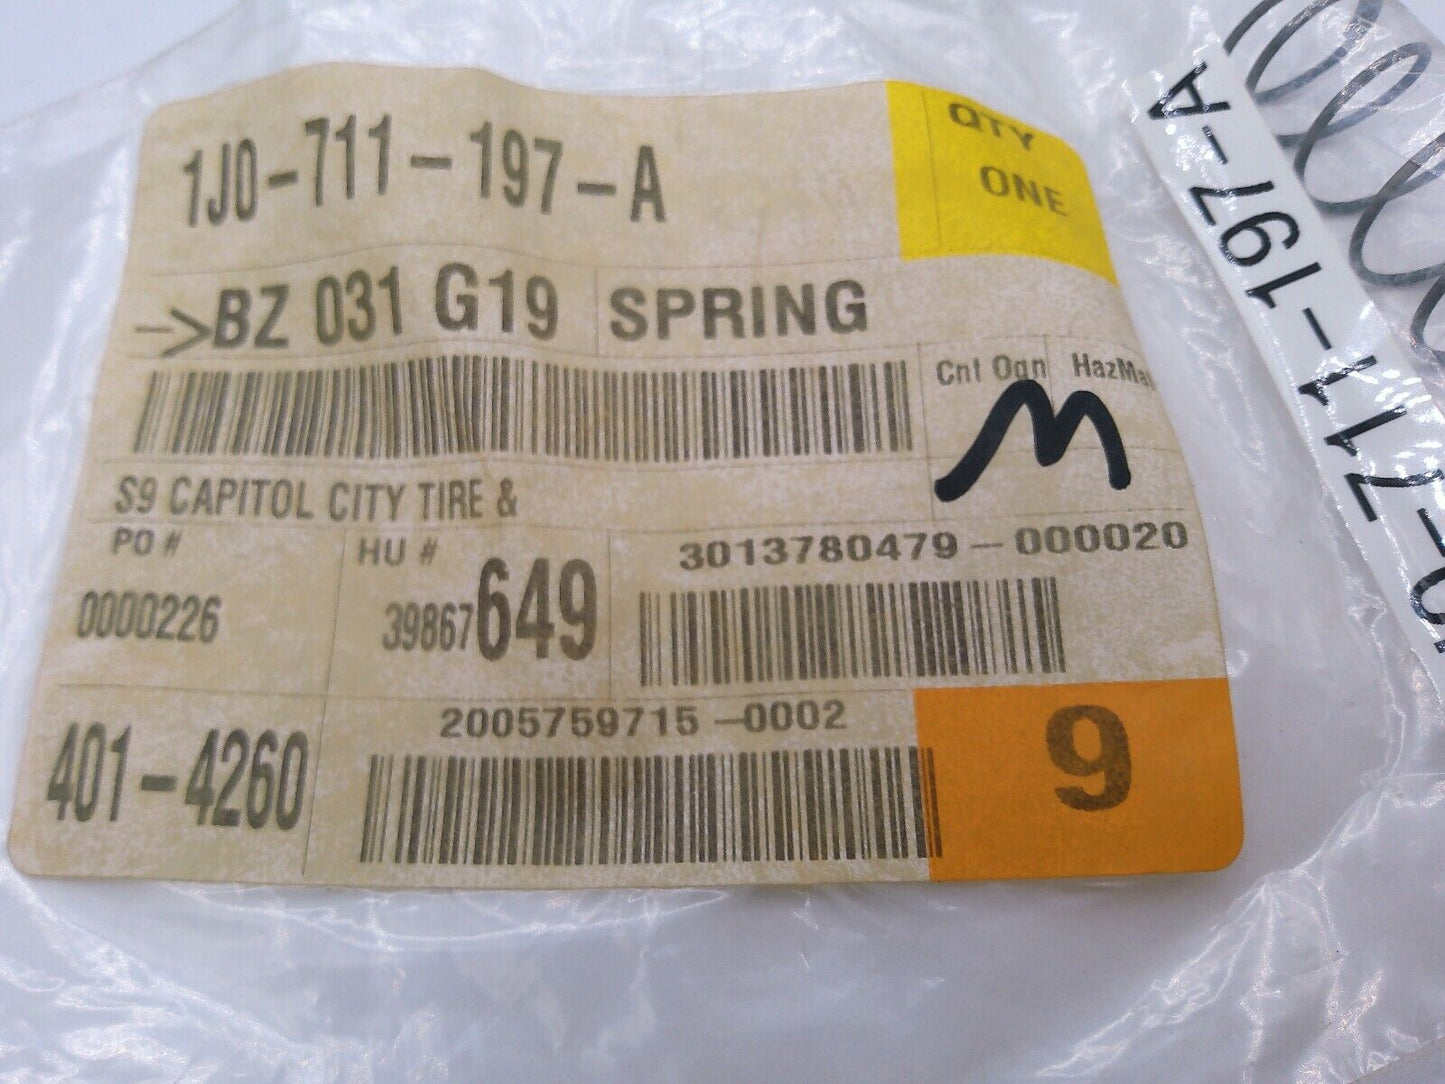 1J0-711-197-A
QTY
ONE
->BZ 031 G19 SPRING
Cnt Ogn HazMat
M
S9 CAPITOL CITY TIRE &
PO #
0000226
HU #
39867649
3013780479-000020
401-4260
2005759715-0002
9
0-711-197-A